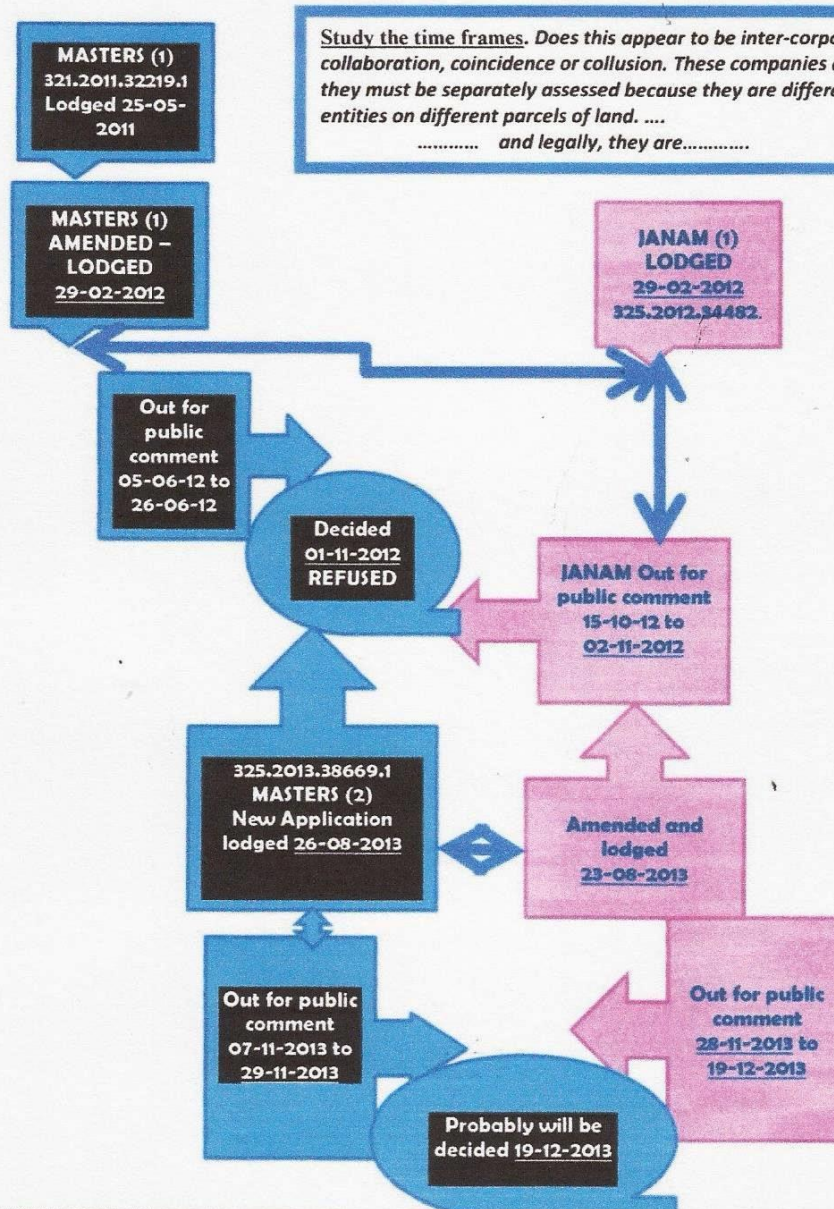 MASTERS (1)
321.2011.32219.1
Lodged 25-05-
2011
Study the time frames. Does this appear to be inter-corpo
collaboration, coincidence or collusion. These companies
they must be separately assessed because they are differe
entities on different parcels of land. ....
............ and legally, they are.............
MASTERS (1)
AMENDED –
LODGED
29-02-2012
JANAM (1)
LODGED
29-02-2012
325.2012.34482.
Out for
public
comment
05-06-12 to
26-06-12
Decided
01-11-2012
REFUSED
JANAM Out for
public comment
15-10-12 to
02-11-2012
325.2013.38669.1
MASTERS (2)
New Application
lodged 26-08-2013
Amended and
lodged
23-08-2013
Out for public
comment
07-11-2013 to
29-11-2013
Out for public
comment
28-11-2013 to
19-12-2013
Probably will be
decided 19-12-2013